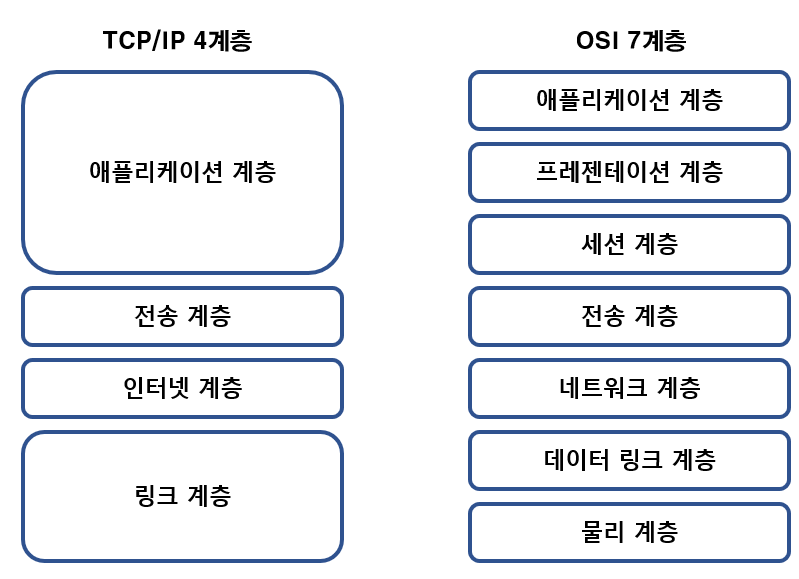 TCP/IP 4계층
애플리케이션 계층
전송 계층
인터넷 계층
링크 계층
OSI 7계층
애플리케이션 계층
프레젠테이션 계층
세션 계층
전송 계층
네트워크 계층
데이터 링크 계층
물리 계층